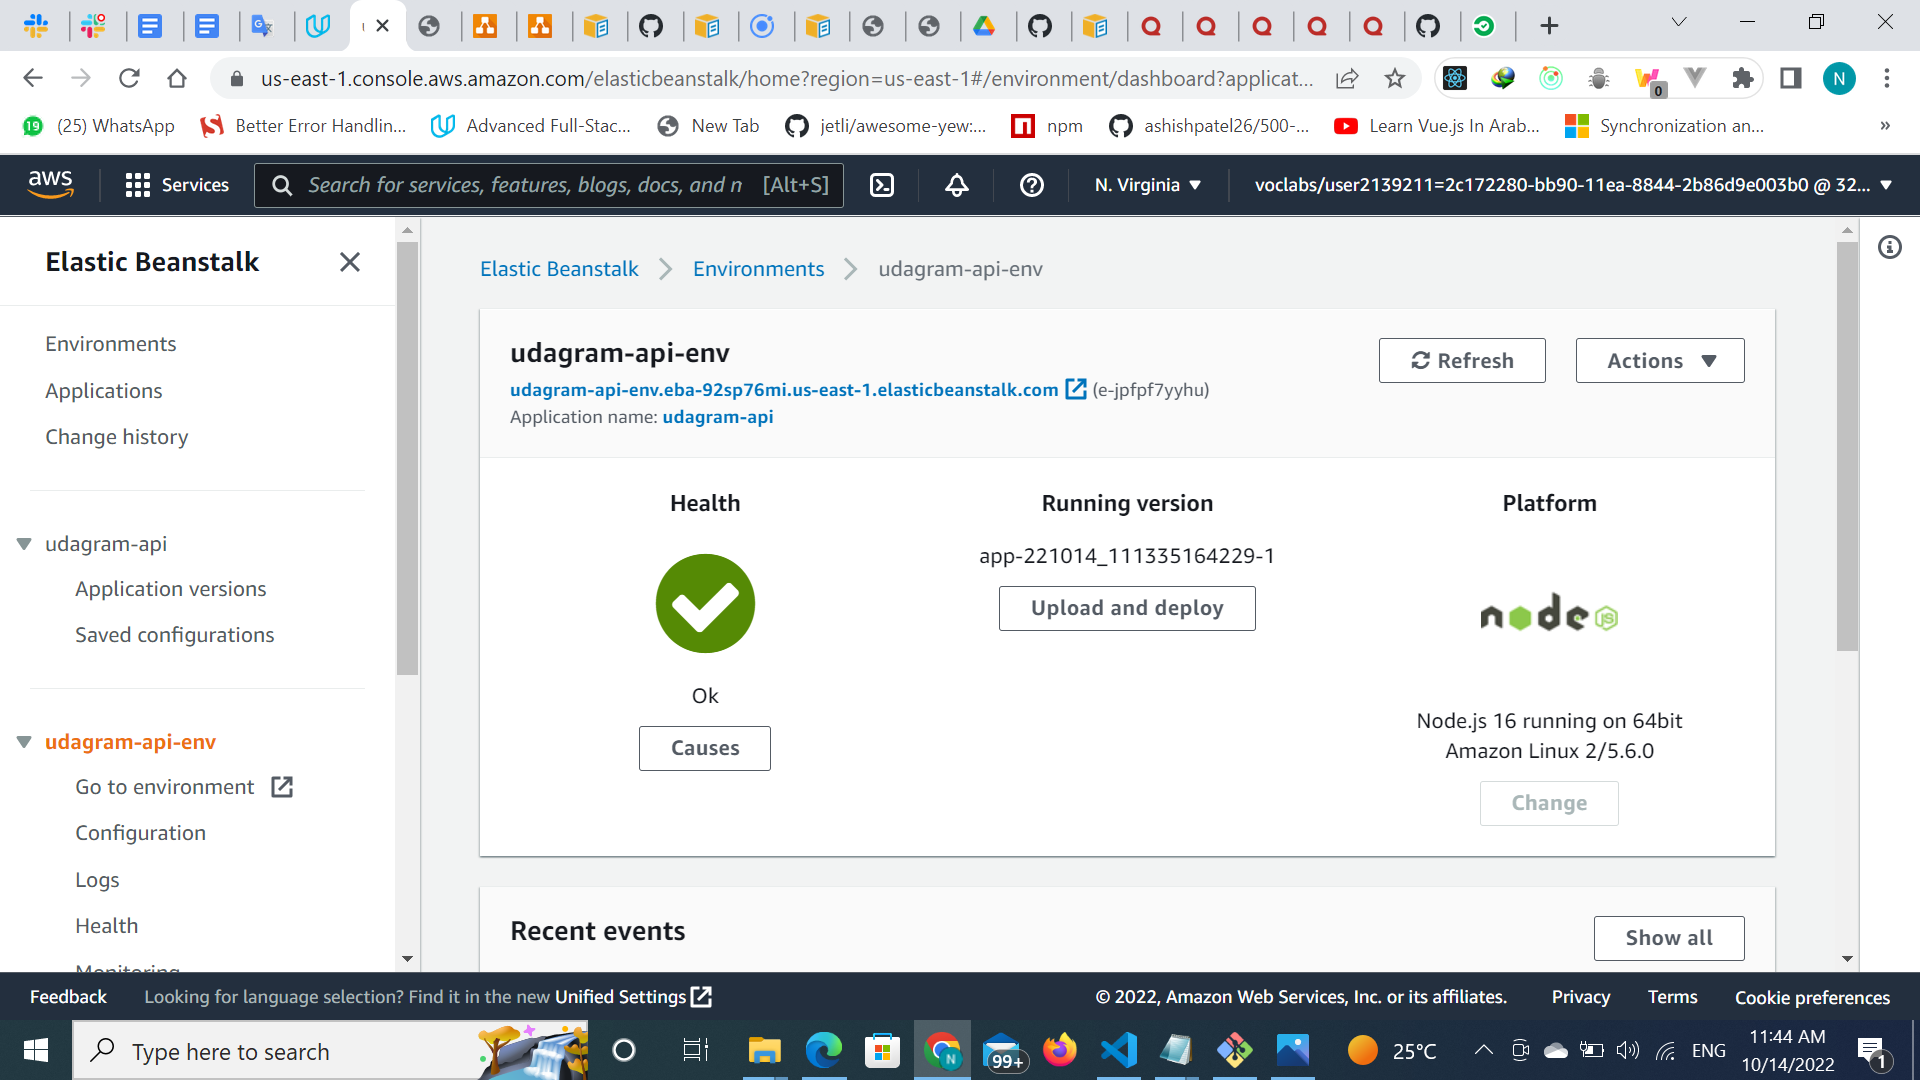 us-east-1.console.aws.amazon.com/elasticbeanstalk/home?region=us-east-1#/environment/dashboard?applicat...
0
N
19 (25) WhatsApp
Better Error Handlin...
Advanced Full-Stac...
New Tab
jetli/awesome-yew:...
npm
ashishpatel26/500-...
Learn Vue.js In Arab...
Synchronization an...
»
aws
Services
Search for services, features, blogs, docs, and n [Alt+S]
N. Virginia ▼
voclabs/user2139211=2c172280-bb90-11ea-8844-2b86d9e003b0 @ 32... ▼
Elastic Beanstalk
Environments
Applications
Change history
udagram-api
Application versions
Saved configurations
udagram-api-env
Go to environment
Configuration
Logs
Health
Monitoring
Elastic Beanstalk > Environments > udagram-api-env
udagram-api-env
udagram-api-env.eba-92sp76mi.us-east-1.elasticbeanstalk.com (e-jpfpf7yyhu)
Application name: udagram-api
Refresh
Actions ▼
Health
Ok
Causes
Running version
app-221014_111335164229-1
Upload and deploy
Platform
node JS
Node.js 16 running on 64bit
Amazon Linux 2/5.6.0
Change
Recent events
Show all
Feedback
Looking for language selection? Find it in the new Unified Settings
© 2022, Amazon Web Services, Inc. or its affiliates.
Privacy
Terms
Cookie preferences
Type here to search
N
99+
25°C
ENG
11:44 AM
10/14/2022
1